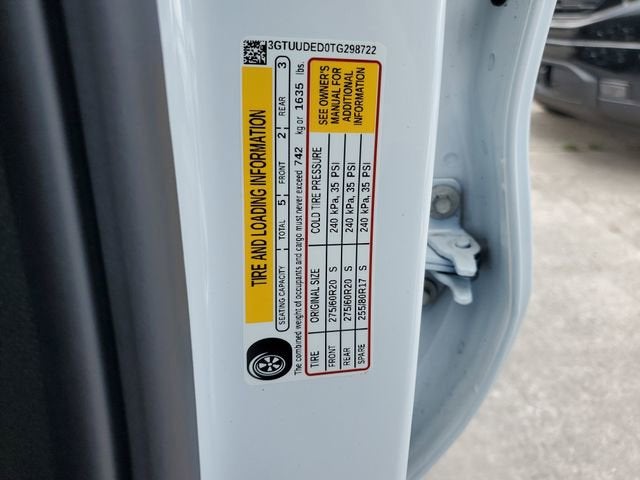 3GTUUDED0TG298722
TIRE AND LOADING INFORMATION
SEATING CAPACITY TOTAL 5 FRONT 2 REAR 3
The combined weight of occupants and cargo must never exceed 742 kg or 1635 lbs.
TIRE ORIGINAL SIZE COLD TIRE PRESSURE
FRONT 275/60R20 S 240 kPa, 35 PSI
REAR 275/60R20 S 240 kPa, 35 PSI
SPARE 255/80R17 S 240 kPa, 35 PSI
SEE OWNER'S
MANUAL FOR
ADDITIONAL
INFORMATION